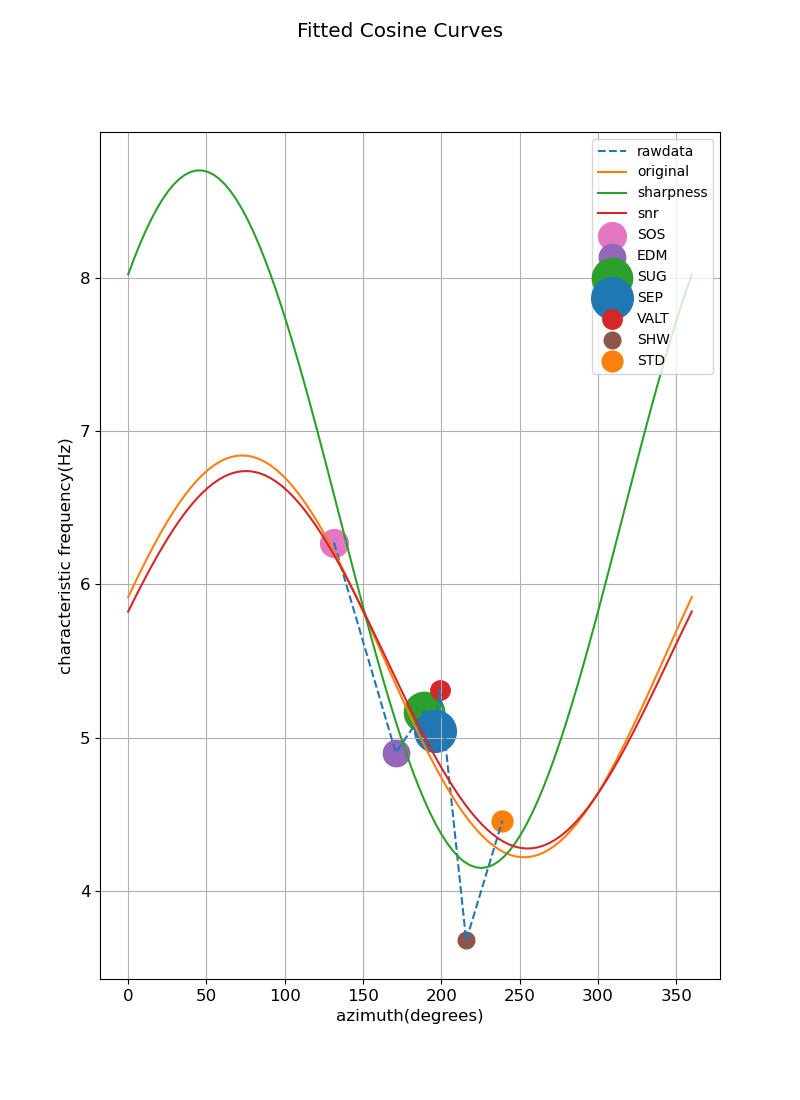 Fitted Cosine Curves
characteristic frequency(Hz)
8
7
6
5
4
rawdata
original
sharpness
snr
SOS
EDM
SUG
SEP
VALT
SHW
STD
0 50 100 150 200 250 300 350
azimuth(degrees)